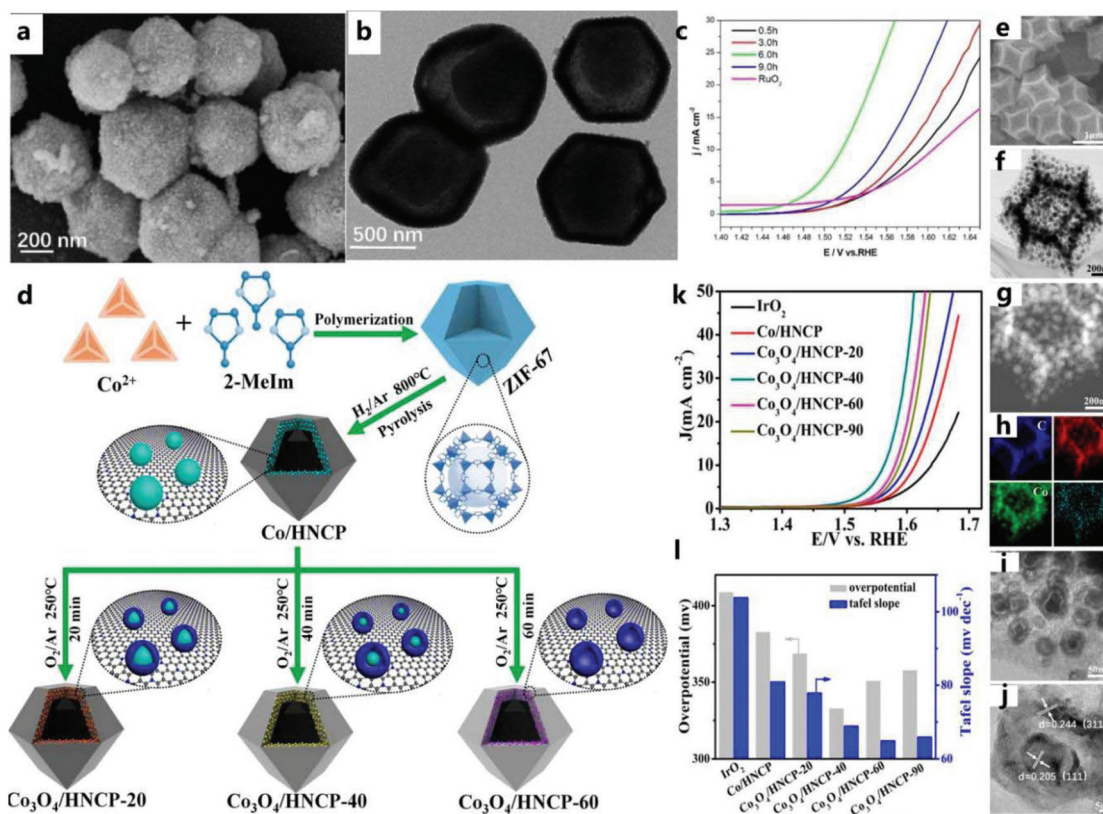 a
200 nm
b
500 nm
c
j / mA cm⁻²
30
25
20
15
10
5
0
0.5h
3.0h
6.0h
9.0h
RuO₂
1.40 1.42 1.44 1.46 1.48 1.50 1.52 1.54 1.56 1.58 1.60 1.62 1.64
E / V vs.RHE
e
1μm
f
g
d
Co²⁺
+
2-MeIm
Polymerization
ZIF-67
H₂/Ar 800℃
Pyrolysis
Co/HNCP
O₂/Ar 250℃
20 min
O₂/Ar 250℃
40 min
O₂/Ar 250℃
60 min
Co₃O₄/HNCP-20
Co₃O₄/HNCP-40
Co₃O₄/HNCP-60
k
J(mA cm⁻²)
50
40
30
20
10
0
IrO₂
Co/HNCP
Co₃O₄/HNCP-20
Co₃O₄/HNCP-40
Co₃O₄/HNCP-60
Co₃O₄/HNCP-90
1.3 1.4 1.5 1.6 1.7
E/V vs. RHE
h
C
Co
l
Overpotential (mv)
400
350
300
overpotential
tafel slope
100
80
60
Tafel slope (mv dec⁻¹)
IrO₂
Co/HNCP
Co₃O₄/HNCP-20
Co₃O₄/HNCP-40
Co₃O₄/HNCP-60
Co₃O₄/HNCP-90
i
j
d=0.244 (311
d=0.205 (111)